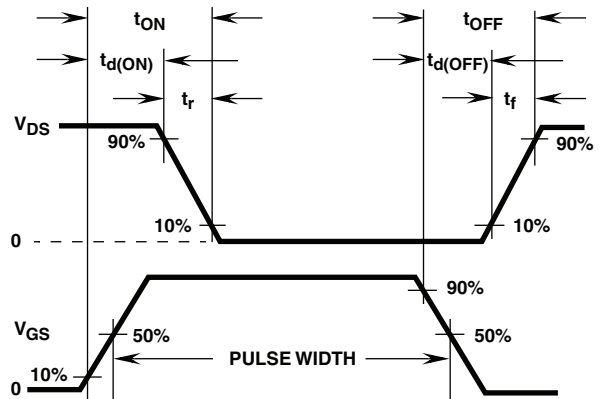 tON tOFF
td(ON) td(OFF)
tr tf
VDS
90% 90%
10% 10%
0
90%
VGS 50% 50%
PULSE WIDTH
10%
0